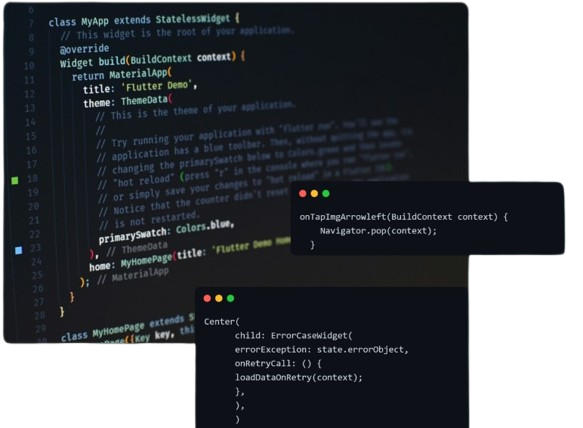 6
7 class MyApp extends StatelessWidget {
8 // This widget is the root of your application.
9 @override
10 Widget build(BuildContext context) {
11 return MaterialApp(
12 title: 'Flutter Demo',
13 theme: ThemeData(
14 // This is the theme of your application.
15 //
16 // Try running your application with "flutter run". You'll see the
17 // application has a blue toolbar. Then, without quitting the app, try
18 // changing the primarySwatch below to Colors.green and then invoke
19 // "hot reload" (press "r" in the console where you ran "flutter run",
20 // or simply save your changes to "hot reload" in a Flutter IDE)
21 // Notice that the counter didn't reset
22 // is not restarted.
23 primarySwatch: Colors.blue,
24 ), // ThemeData
25 home: MyHomePage(title: 'Flutter Demo Hom
26 ); // MaterialApp
27 }
28 }
29
30 class MyHomePage extends S
Page({Key key, this
onTapImgArrowleft(BuildContext context) {
Navigator.pop(context);
}
Center(
child: ErrorCaseWidget(
errorException: state.errorObject,
onRetryCall: () {
loadDataOnRetry(context);
},
),
)